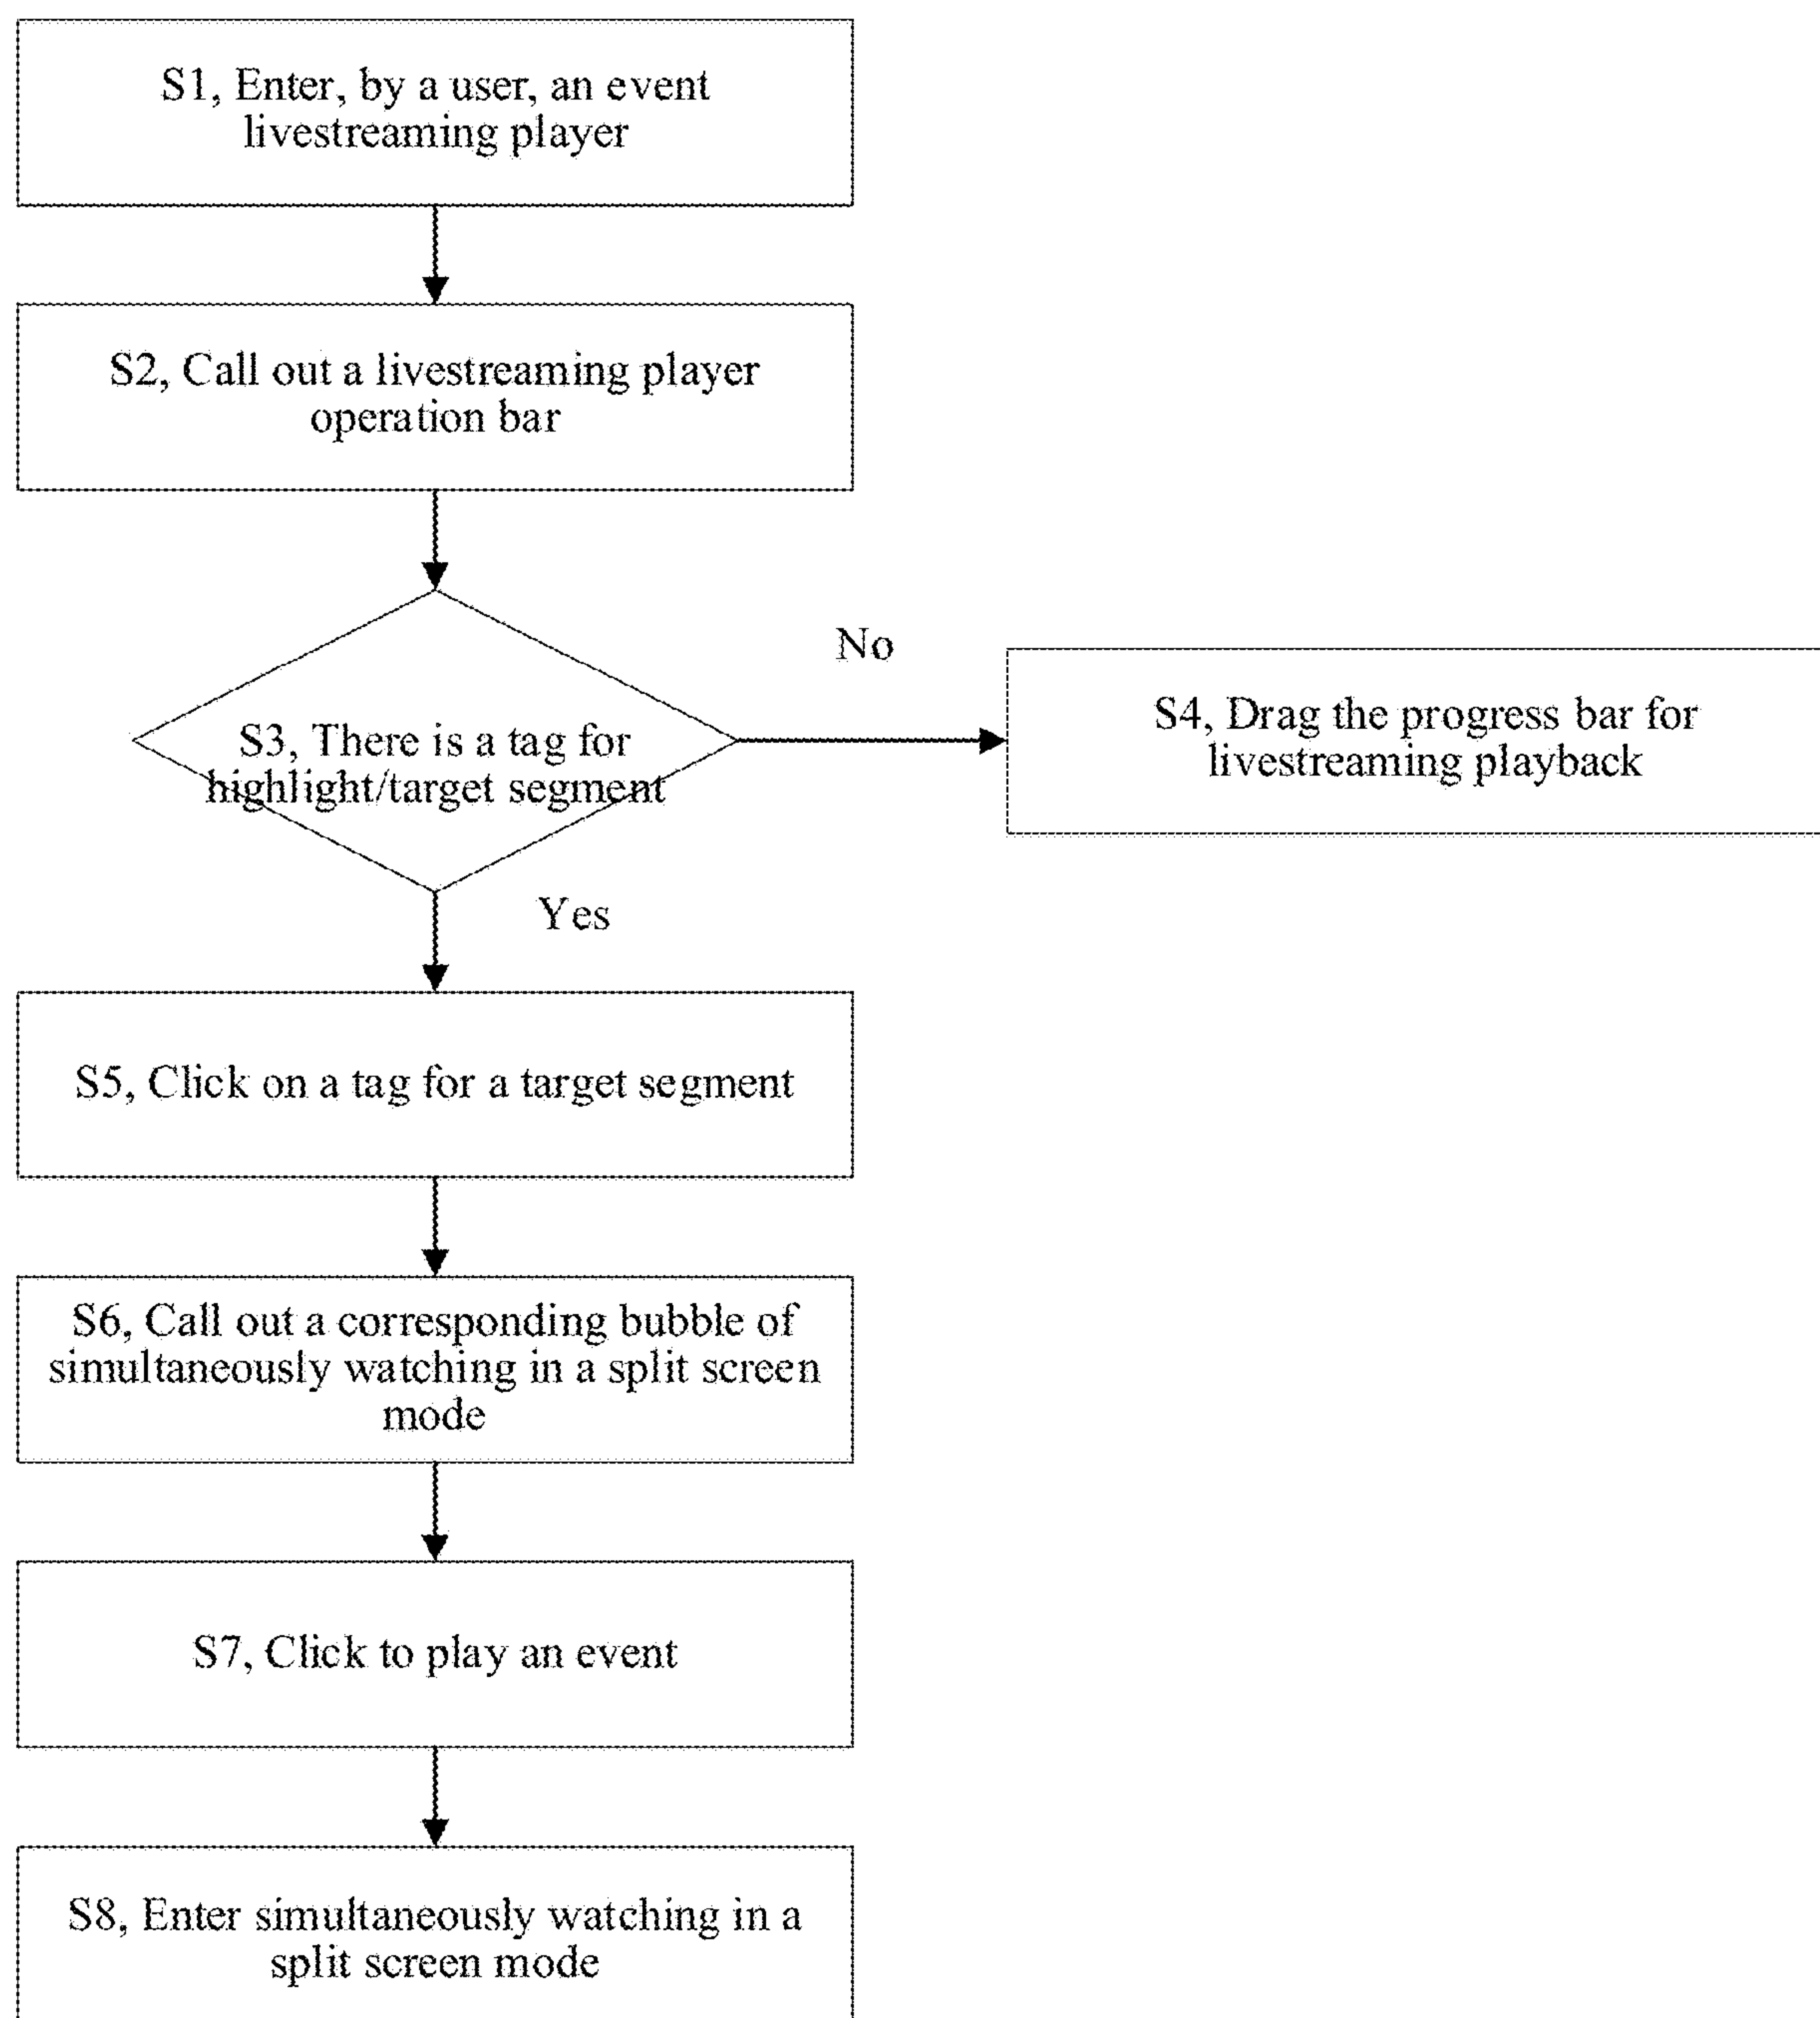 S1, Enter, by a user, an event
livestreaming player
S2, Call out a livestreaming player
operation bar
S3, There is a tag for
highlight/target segment
No
S4, Drag the progress bar for
livestreaming playback
Yes
S5, Click on a tag for a target segment
S6, Call out a corresponding bubble of
simultaneously watching in a split screen
mode
S7, Click to play an event
S8, Enter simultaneously watching in a
split screen mode